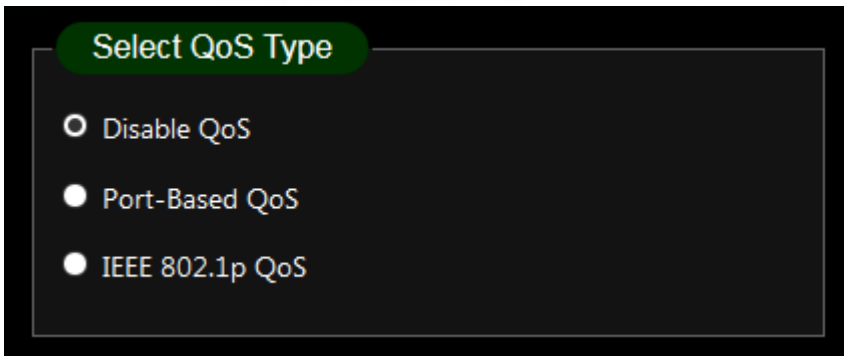 Select QoS Type
Disable QoS
Port-Based QoS
IEEE 802.1p QoS